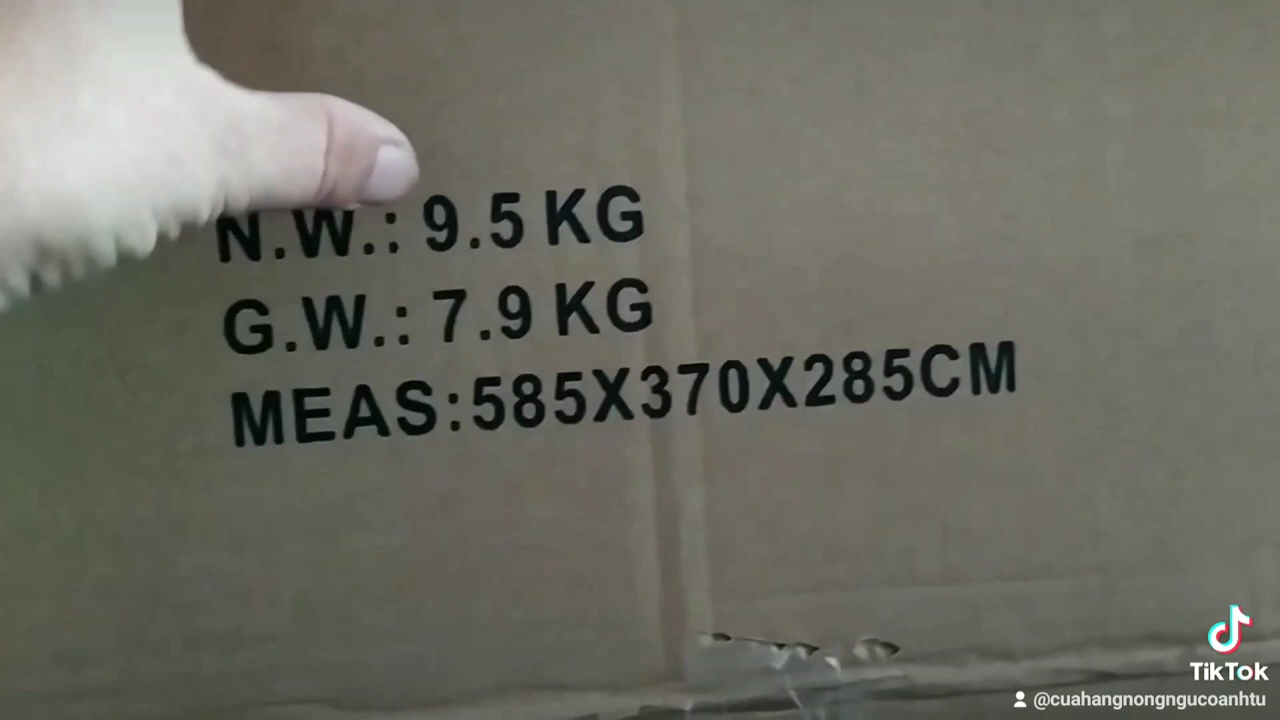 N.W.: 9.5 KG
G.W.: 7.9 KG
MEAS:585X370X285CM
TikTok
@cuahangnongngucoanhtu